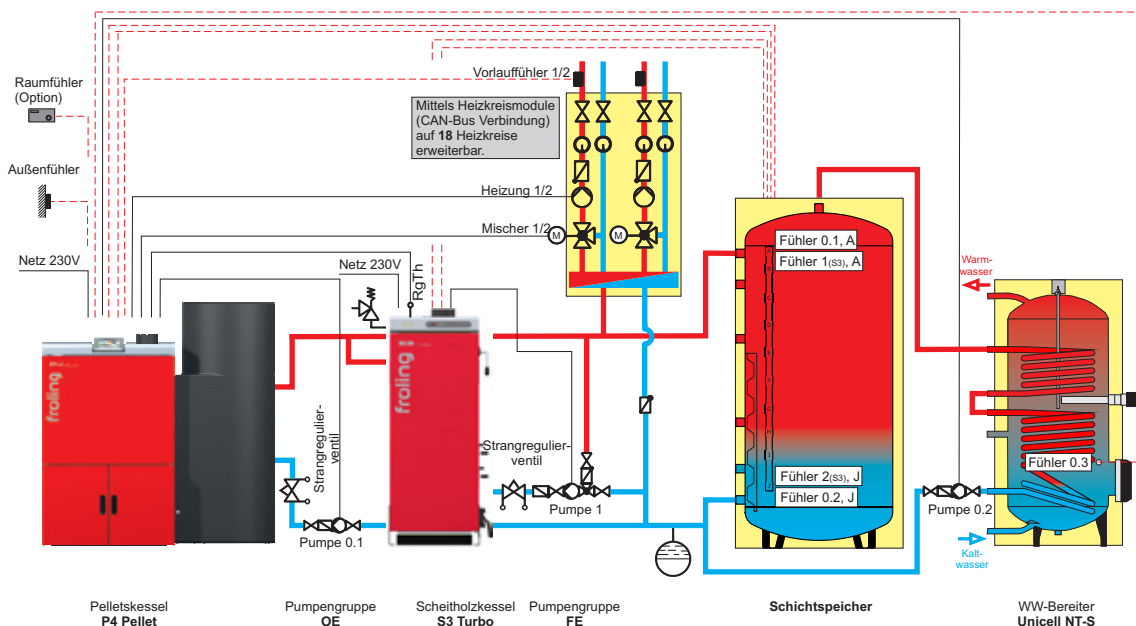 Vorlauffühler 1/2
Raumfühler
(Option)
Mittels Heizkreismodule
(CAN-Bus Verbindung)
auf 18 Heizkreise
erweiterbar.
Außenfühler
Heizung 1/2
Mischer 1/2
M
M
Netz 230V
Netz 230V
RgTh
Fühler 0.1, A
Fühler 1(S3), A
Warm-
wasser
froling
froling
Strangregulier-
ventil
Strangregulier-
ventil
Fühler 0.3
Fühler 2(S3), J
Fühler 0.2, J
Pumpe 1
Pumpe 0.1
Pumpe 0.2
Kalt-
wasser
Pelletskessel
P4 Pellet
Pumpengruppe
OE
Scheitholzkessel
S3 Turbo
Pumpengruppe
FE
Schichtspeicher
WW-Bereiter
Unicell NT-S